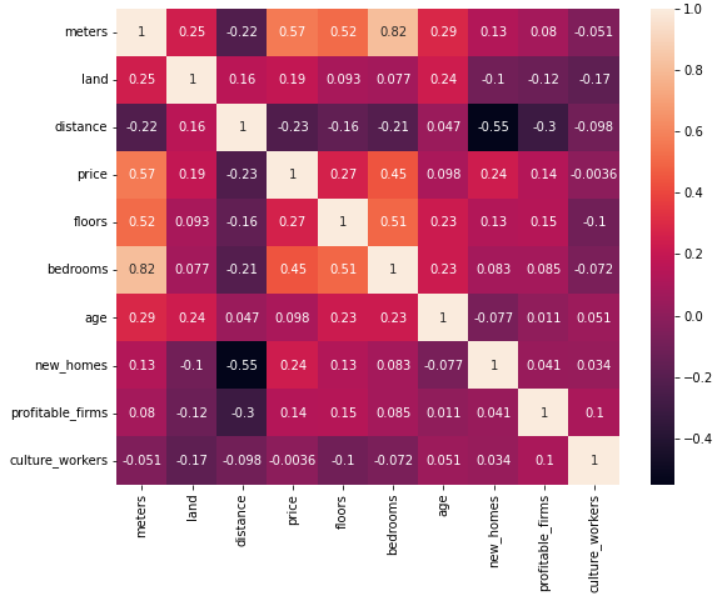 meters 1 0.25 -0.22 0.57 0.52 0.82 0.29 0.13 0.08 -0.051
land 0.25 1 0.16 0.19 0.093 0.077 0.24 -0.1 -0.12 -0.17
distance -0.22 0.16 1 -0.23 -0.16 -0.21 0.047 -0.55 -0.3 -0.098
price 0.57 0.19 -0.23 1 0.27 0.45 0.098 0.24 0.14 -0.0036
floors 0.52 0.093 -0.16 0.27 1 0.51 0.23 0.13 0.15 -0.1
bedrooms 0.82 0.077 -0.21 0.45 0.51 1 0.23 0.083 0.085 -0.072
age 0.29 0.24 0.047 0.098 0.23 0.23 1 -0.077 0.011 0.051
new_homes 0.13 -0.1 -0.55 0.24 0.13 0.083 -0.077 1 0.041 0.034
profitable_firms 0.08 -0.12 -0.3 0.14 0.15 0.085 0.011 0.041 1 0.1
culture_workers -0.051 -0.17 -0.098 -0.0036 -0.1 -0.072 0.051 0.034 0.1 1
meters
land
distance
price
floors
bedrooms
age
new_homes
profitable_firms
culture_workers
1.0
0.8
0.6
0.4
0.2
0.0
−0.2
−0.4